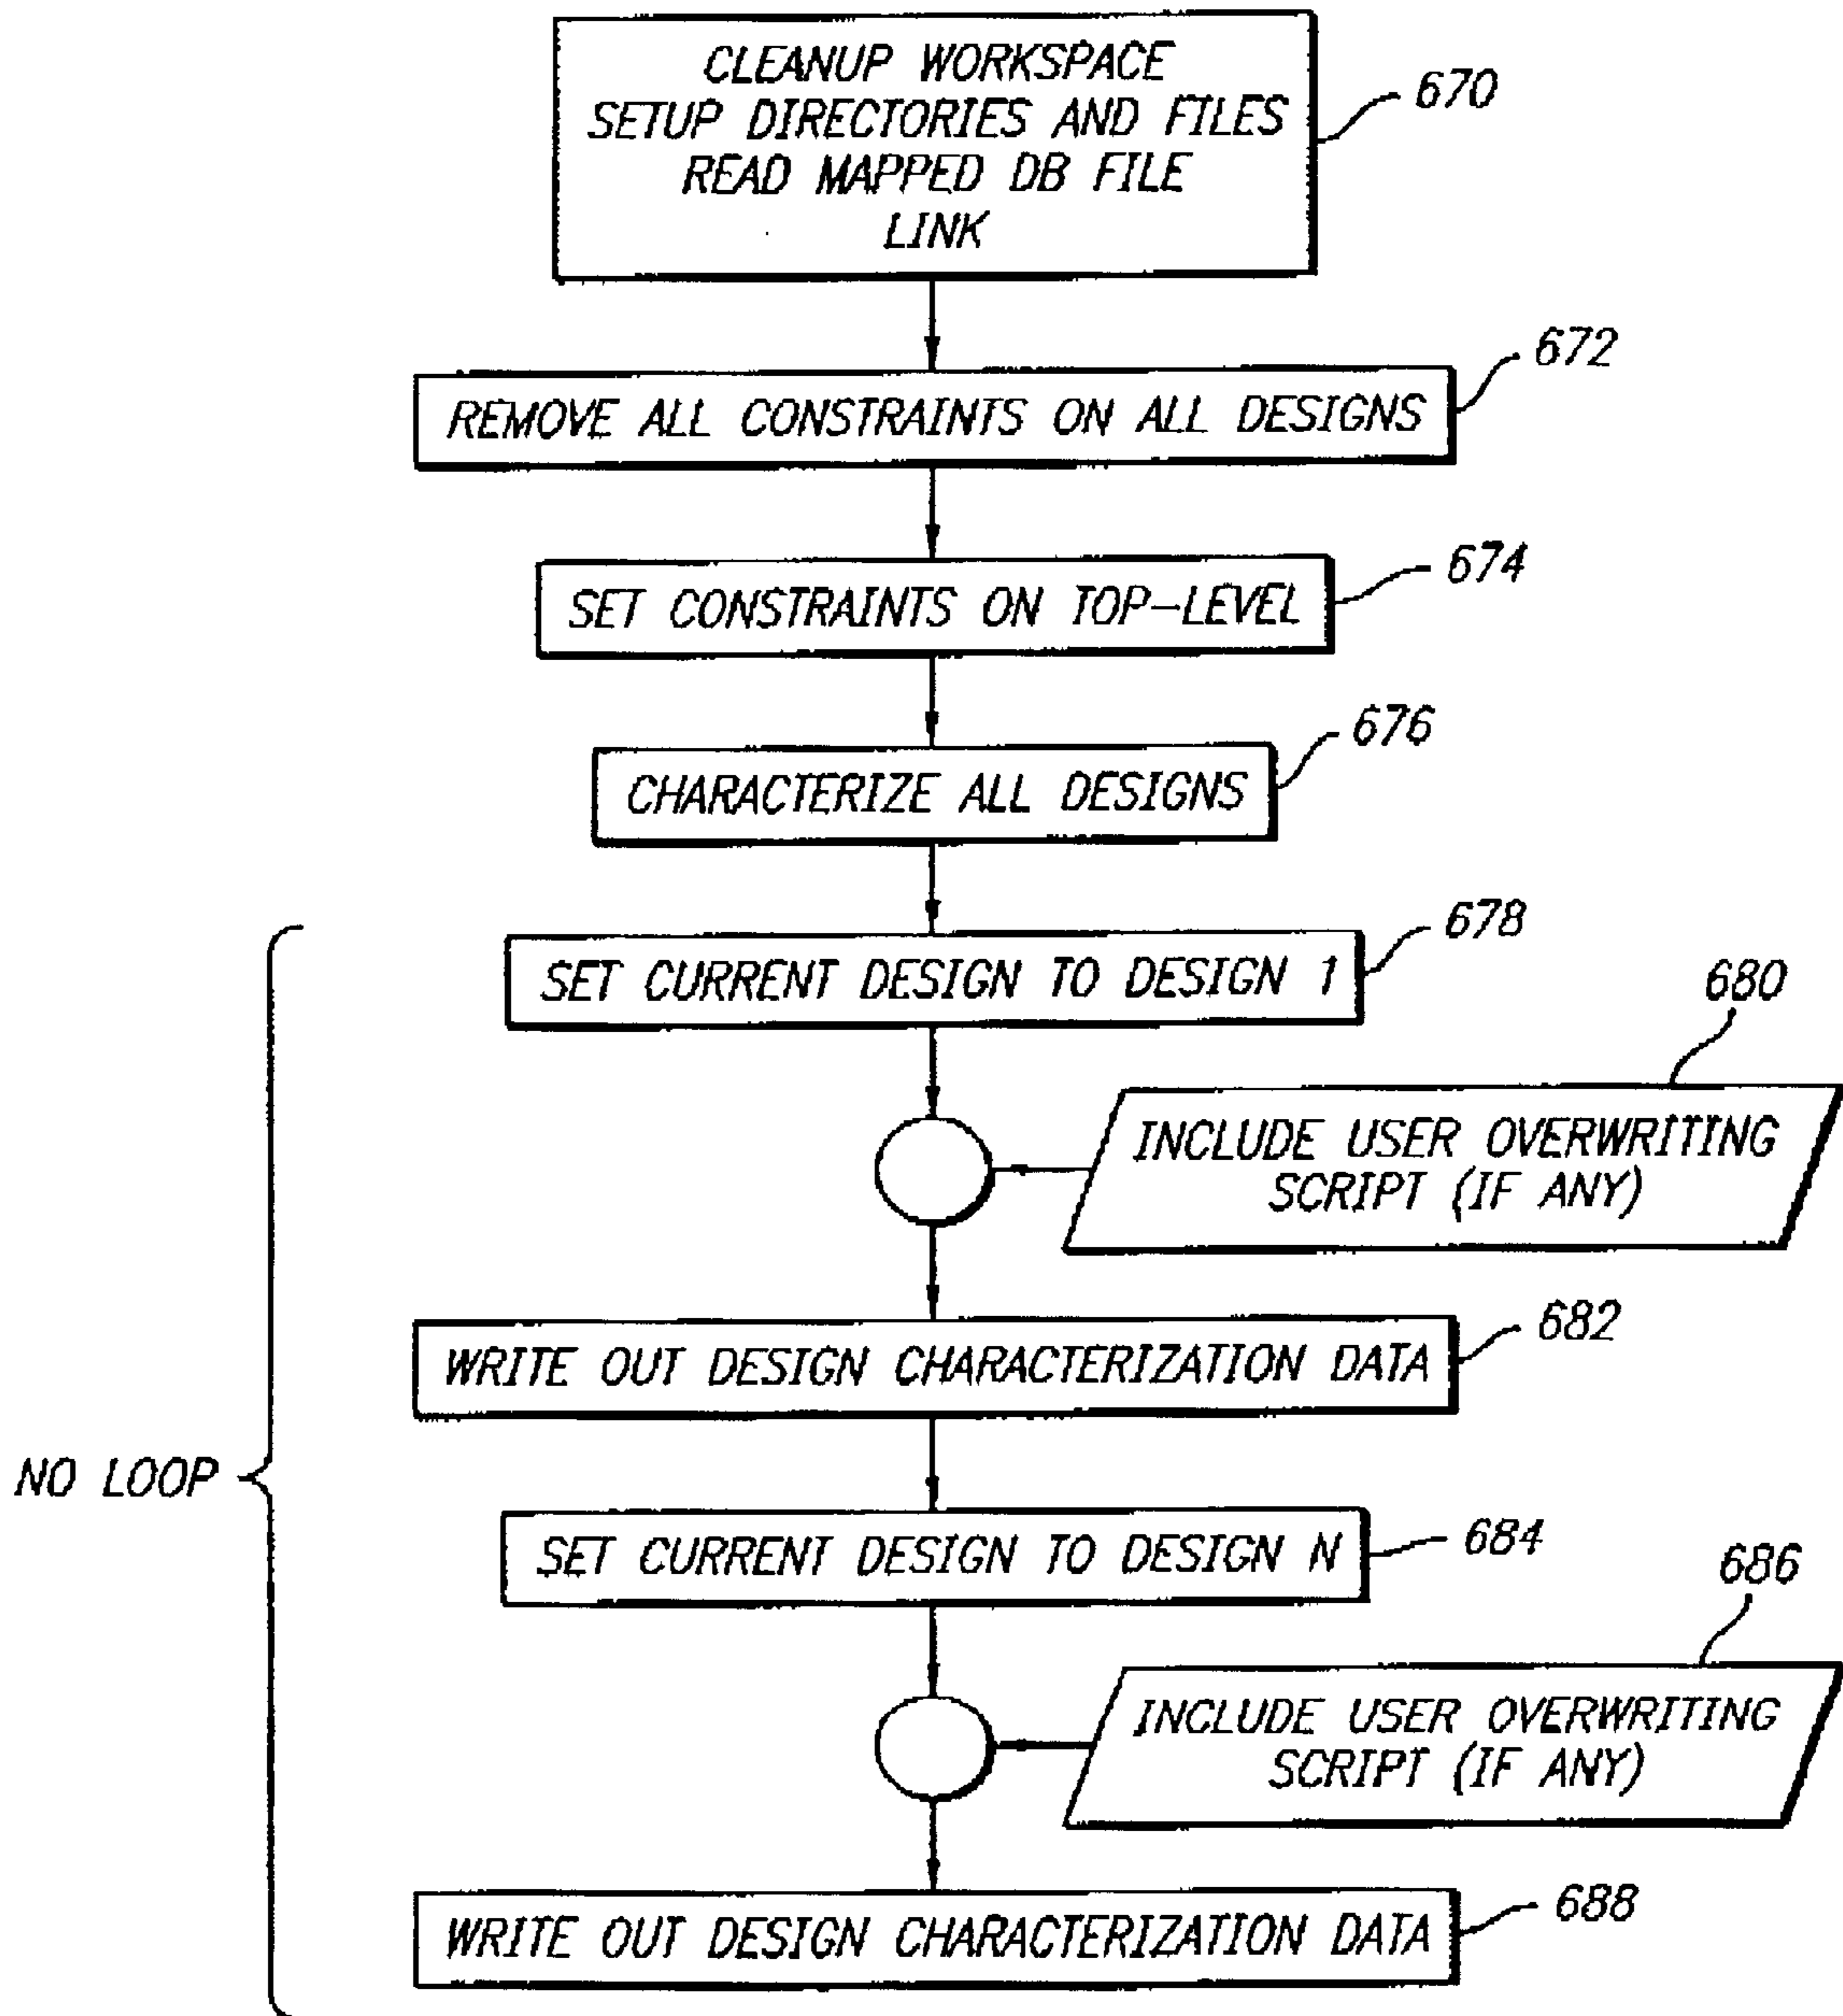 CLEANUP WORKSPACE
SETUP DIRECTORIES AND FILES
READ MAPPED DB FILE
LINK
670
REMOVE ALL CONSTRAINTS ON ALL DESIGNS
672
SET CONSTRAINTS ON TOP-LEVEL
674
CHARACTERIZE ALL DESIGNS
676
SET CURRENT DESIGN TO DESIGN 1
678
680
INCLUDE USER OVERWRITING
SCRIPT (IF ANY)
WRITE OUT DESIGN CHARACTERIZATION DATA
682
NO LOOP
SET CURRENT DESIGN TO DESIGN N
684
686
INCLUDE USER OVERWRITING
SCRIPT (IF ANY)
WRITE OUT DESIGN CHARACTERIZATION DATA
688